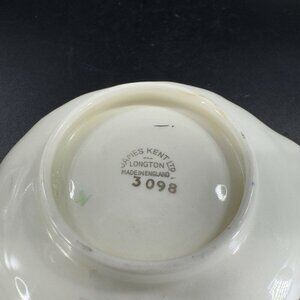 JAMES KENT LTD
LONGTON
MADE IN ENGLAND
3098